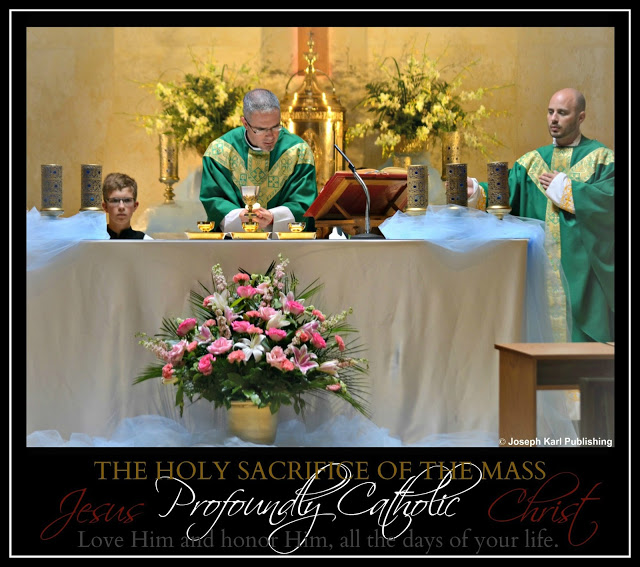 © Joseph Karl Publishing
THE HOLY SACRIFICE OF THE MASS
Jesus Profoundly Catholic Christ
Love Him and honor Him, all the days of your life.